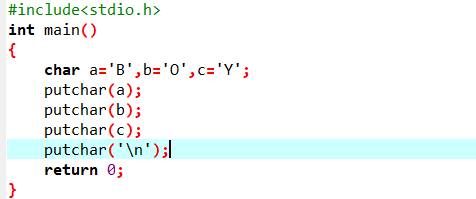 #include<stdio.h>
int main()
{
    char a='B',b='O',c='Y';
    putchar(a);
    putchar(b);
    putchar(c);
    putchar('\n');
    return 0;
}